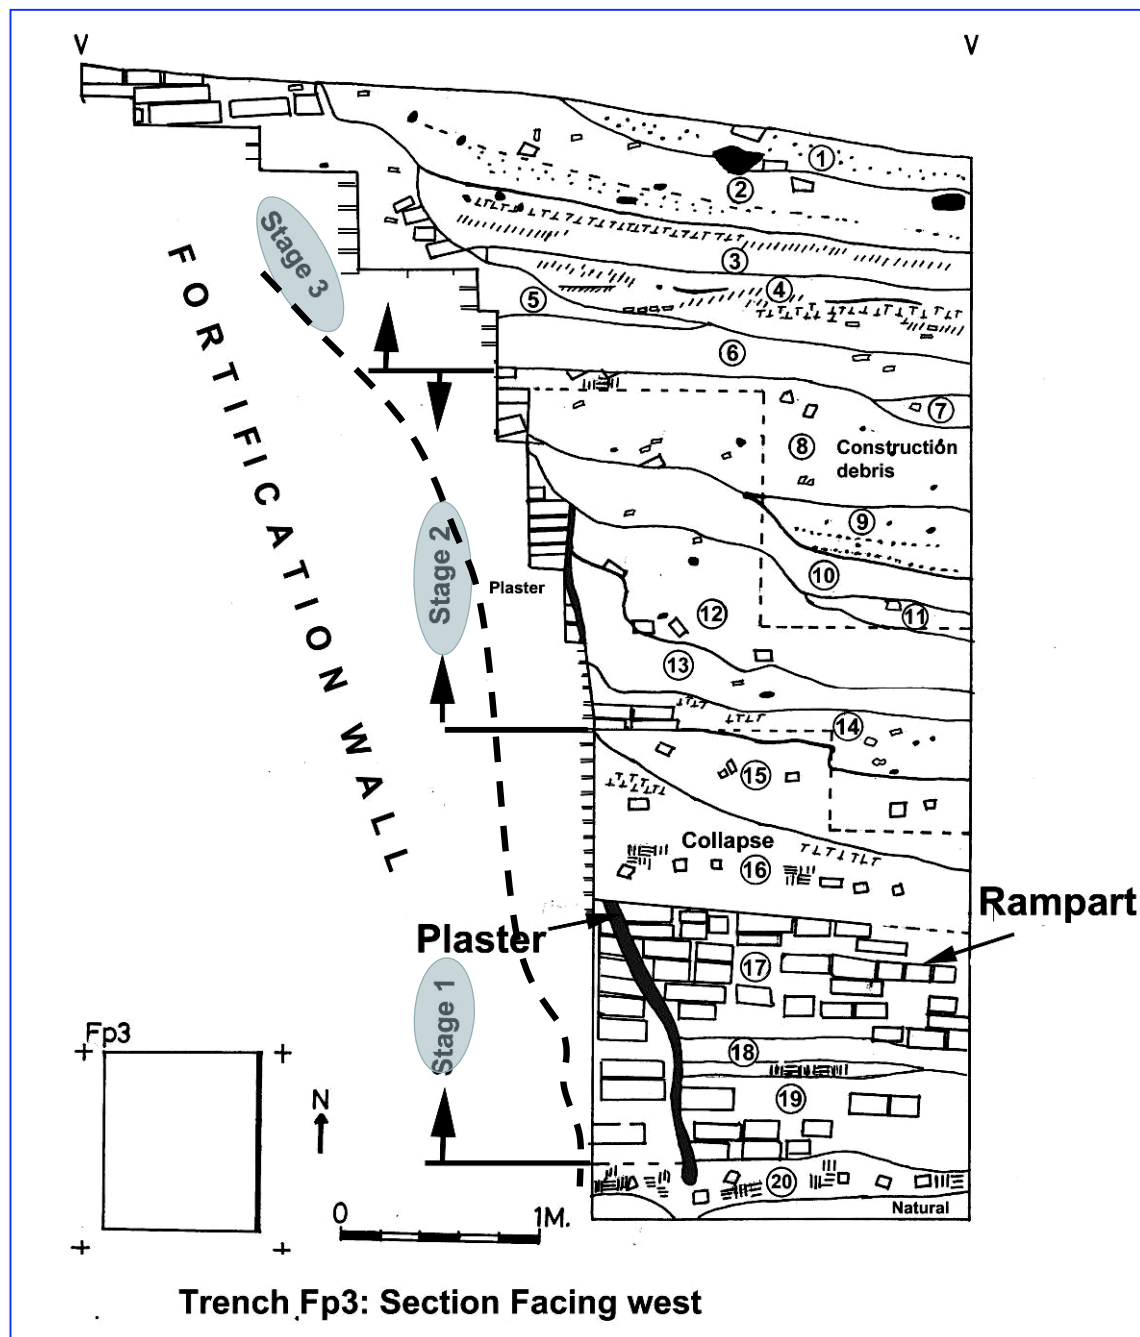 V V
1
2
3
4
5
6
7
8
Construction
debris
9
10
11
12
13
14
15
Collapse
16
17
18
19
20
Natural
Stage 3
FORTIFICATION WALL
Stage 2
Plaster
Plaster
Rampart
Stage 1
Fp3
N
0 1M.
Trench Fp3: Section Facing west